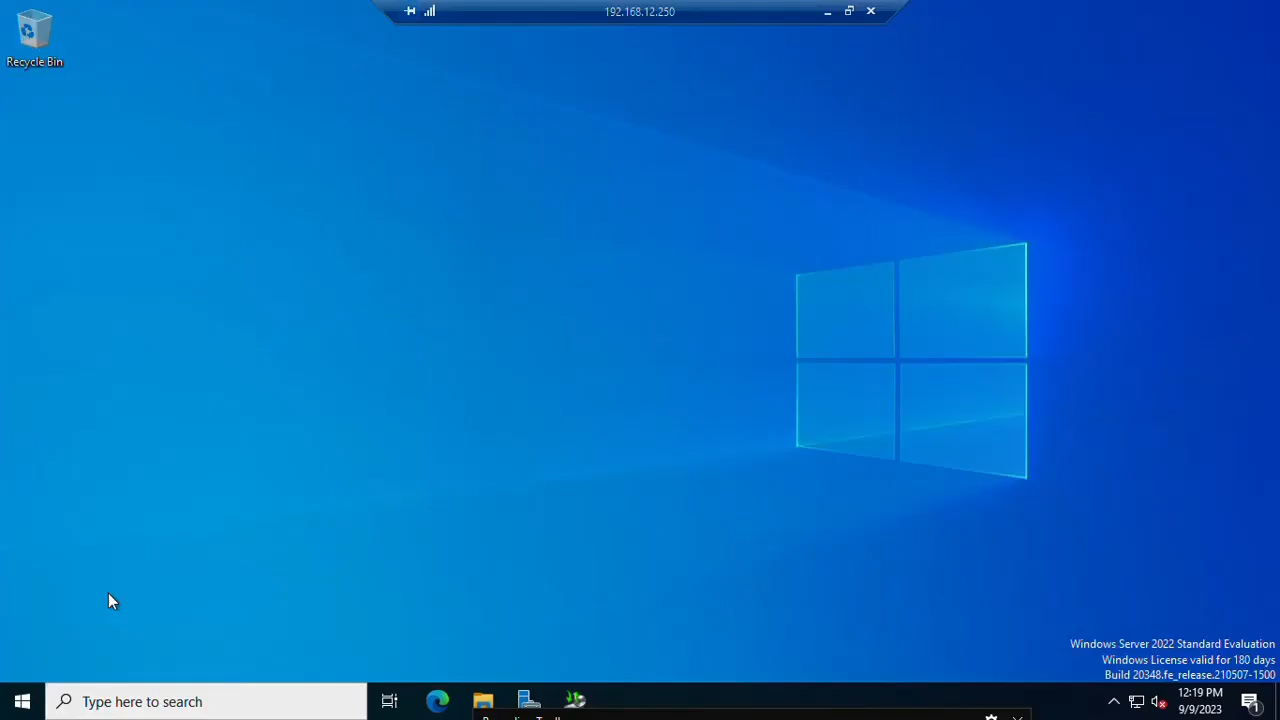 192.168.12.250
Recycle Bin
Windows Server 2022 Standard Evaluation
Windows License valid for 180 days
Build 20348.fe_release.210507-1500
Type here to search
12:19 PM
9/9/2023
1